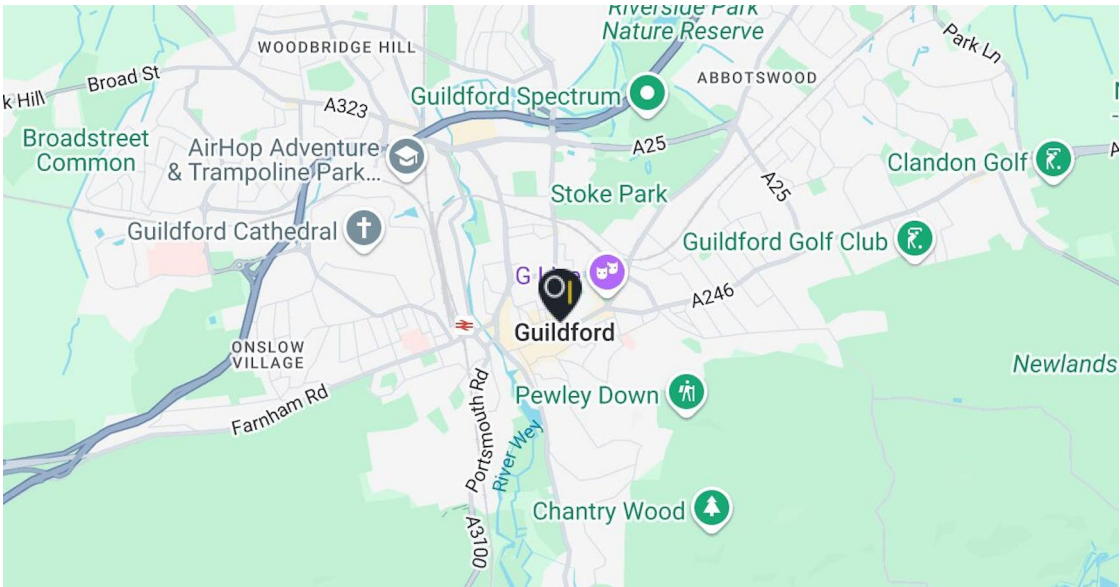 Riverside Park
Nature Reserve
Park Ln
WOODBRIDGE HILL
Broad St
k Hill
ABBOTSWOOD
Guildford Spectrum
A323
Broadstreet
Common
AirHop Adventure
& Trampoline Park...
A25
Clandon Golf
Stoke Park
A25
Guildford Cathedral
Guildford Golf Club
A246
Guildford
ONSLOW
VILLAGE
Newlands
Farnham Rd
Portsmouth Rd
Pewley Down
River Wey
Chantry Wood
A3100